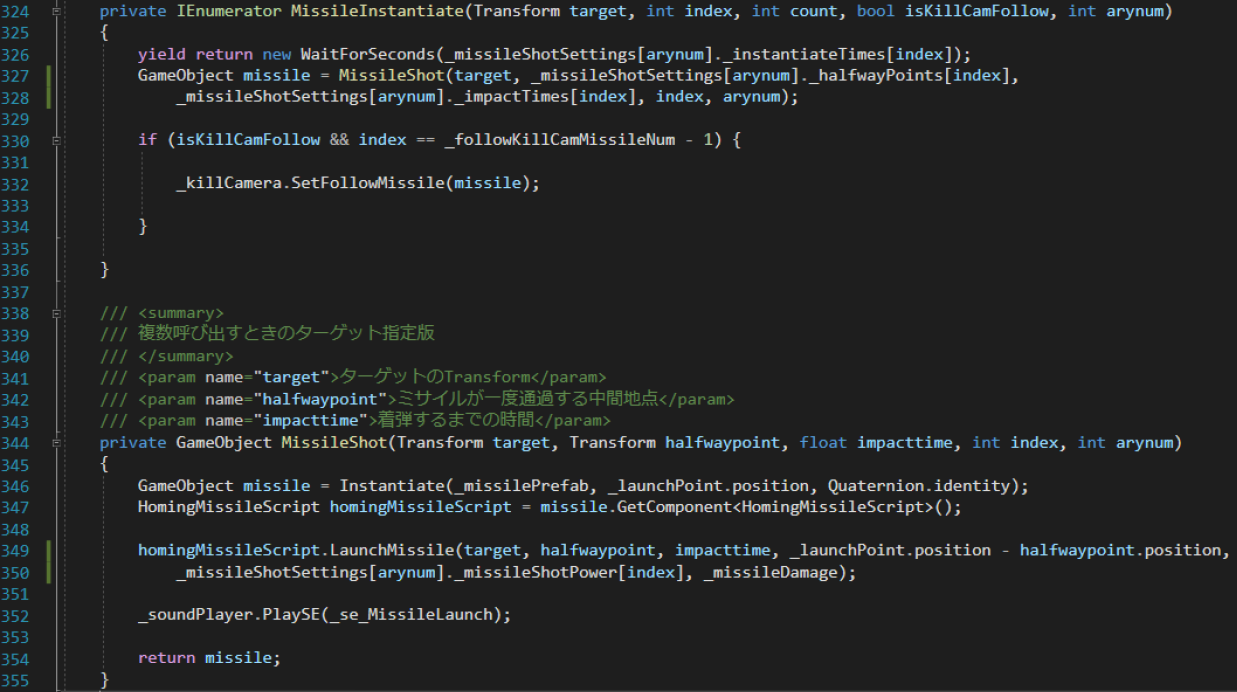 324 private IEnumerator MissileInstantiate(Transform target, int index, int count, bool isKillCamFollow, int arynum)
325 {
326 yield return new WaitForSeconds(_missileShotSettings[arynum]._instantiateTimes[index]);
327 GameObject missile = MissileShot(target, _missileShotSettings[arynum]._halfwayPoints[index],
328 _missileShotSettings[arynum]._impactTimes[index], index, arynum);
329
330 if (isKillCamFollow && index == _followKillCamMissileNum - 1) {
331
332 _killCamera.SetFollowMissile(missile);
333
334 }
335
336 }
337
338 /// <summary>
339 /// 複数呼び出すときのターゲット指定版
340 /// </summary>
341 /// <param name="target">ターゲットのTransform</param>
342 /// <param name="halfwaypoint">ミサイルが一度通過する中間地点</param>
343 /// <param name="impacttime">着弾するまでの時間</param>
344 private GameObject MissileShot(Transform target, Transform halfwaypoint, float impacttime, int index, int arynum)
345 {
346 GameObject missile = Instantiate(_missilePrefab, _launchPoint.position, Quaternion.identity);
347 HomingMissileScript homingMissileScript = missile.GetComponent<HomingMissileScript>();
348
349 homingMissileScript.LaunchMissile(target, halfwaypoint, impacttime, _launchPoint.position - halfwaypoint.position,
350 _missileShotSettings[arynum]._missileShotPower[index], _missileDamage);
351
352 _soundPlayer.PlaySE(_se_MissileLaunch);
353
354 return missile;
355 }